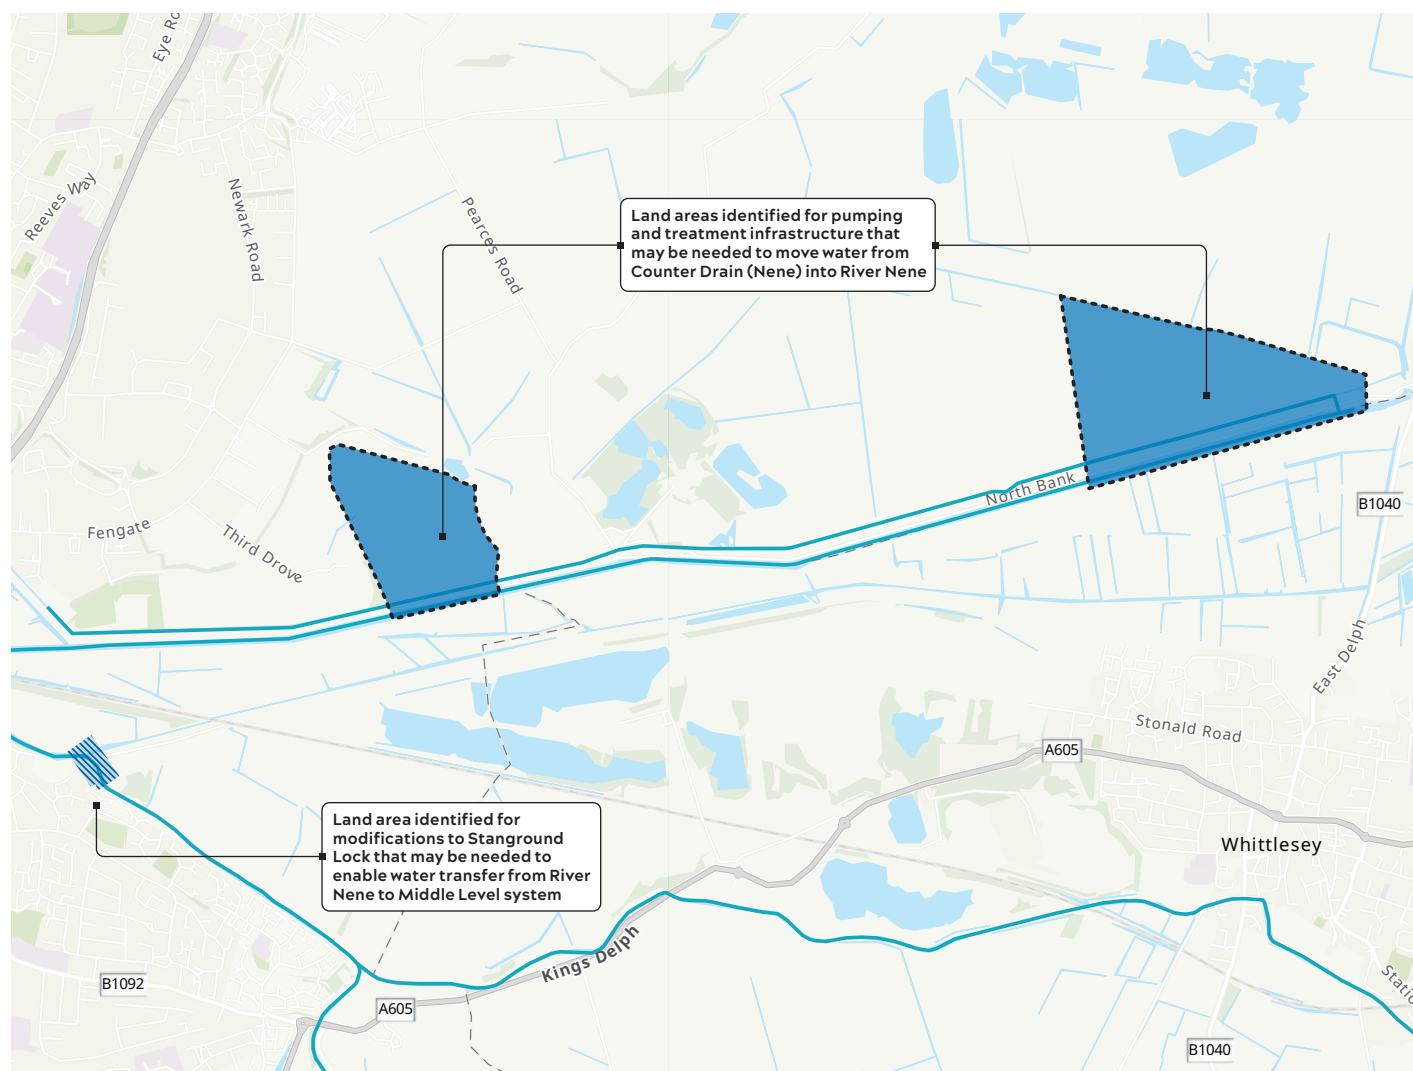 Eye Ro
Reeves Way
Newark Road
Pearces Road
Land areas identified for pumping
and treatment infrastructure that
may be needed to move water from
Counter Drain (Nene) into River Nene
North Bank
B1040
Fengate
Third Drove
East Delph
Stonald Road
A605
Whittlesey
Land area identified for
modifications to Stanground
Lock that may be needed to
enable water transfer from River
Nene to Middle Level system
Kings Delph
B1092
A605
Statio
B1040